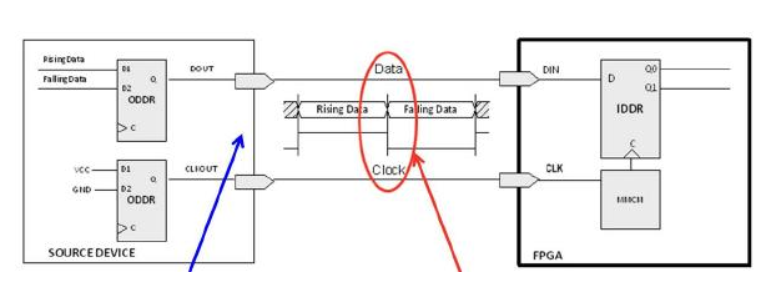 Rising Data
Falling Data
D1
D2
Q
ODDR
C
DOUT
Data
DIN
D
Q0
Q1
IDDR
C
Rising Data
Falling Data
Clock
VCC
GND
D1
D2
Q
ODDR
C
CLKOUT
CLK
MMCM
SOURCE DEVICE
FPGA